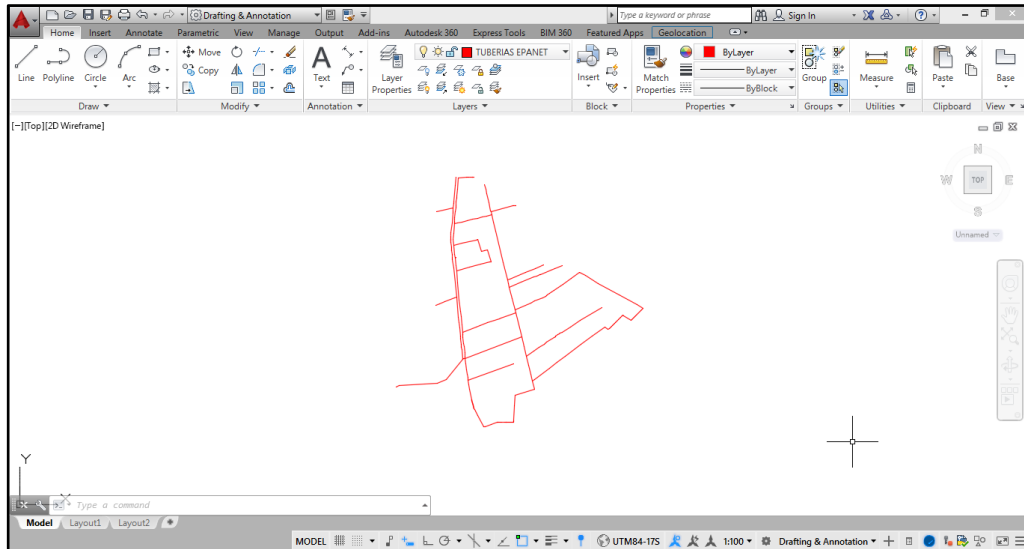 Drafting & Annotation
Type a keyword or phrase
Sign In
Home Insert Annotate Parametric View Manage Output Add-ins Autodesk 360 Express Tools BIM 360 Featured Apps Geolocation
Line Polyline Circle Arc
Move
Copy
Text
Layer Properties
TUBERIAS EPANET
Insert
Match Properties
ByLayer
ByLayer
ByBlock
Group
Measure
Paste
Base
Draw Modify Annotation Layers Block Properties Groups Utilities Clipboard View
[−][Top][2D Wireframe]
N
W TOP E
S
Unnamed
Y
X
Type a command
Model Layout1 Layout2
MODEL UTM84-17S 1:100 Drafting & Annotation